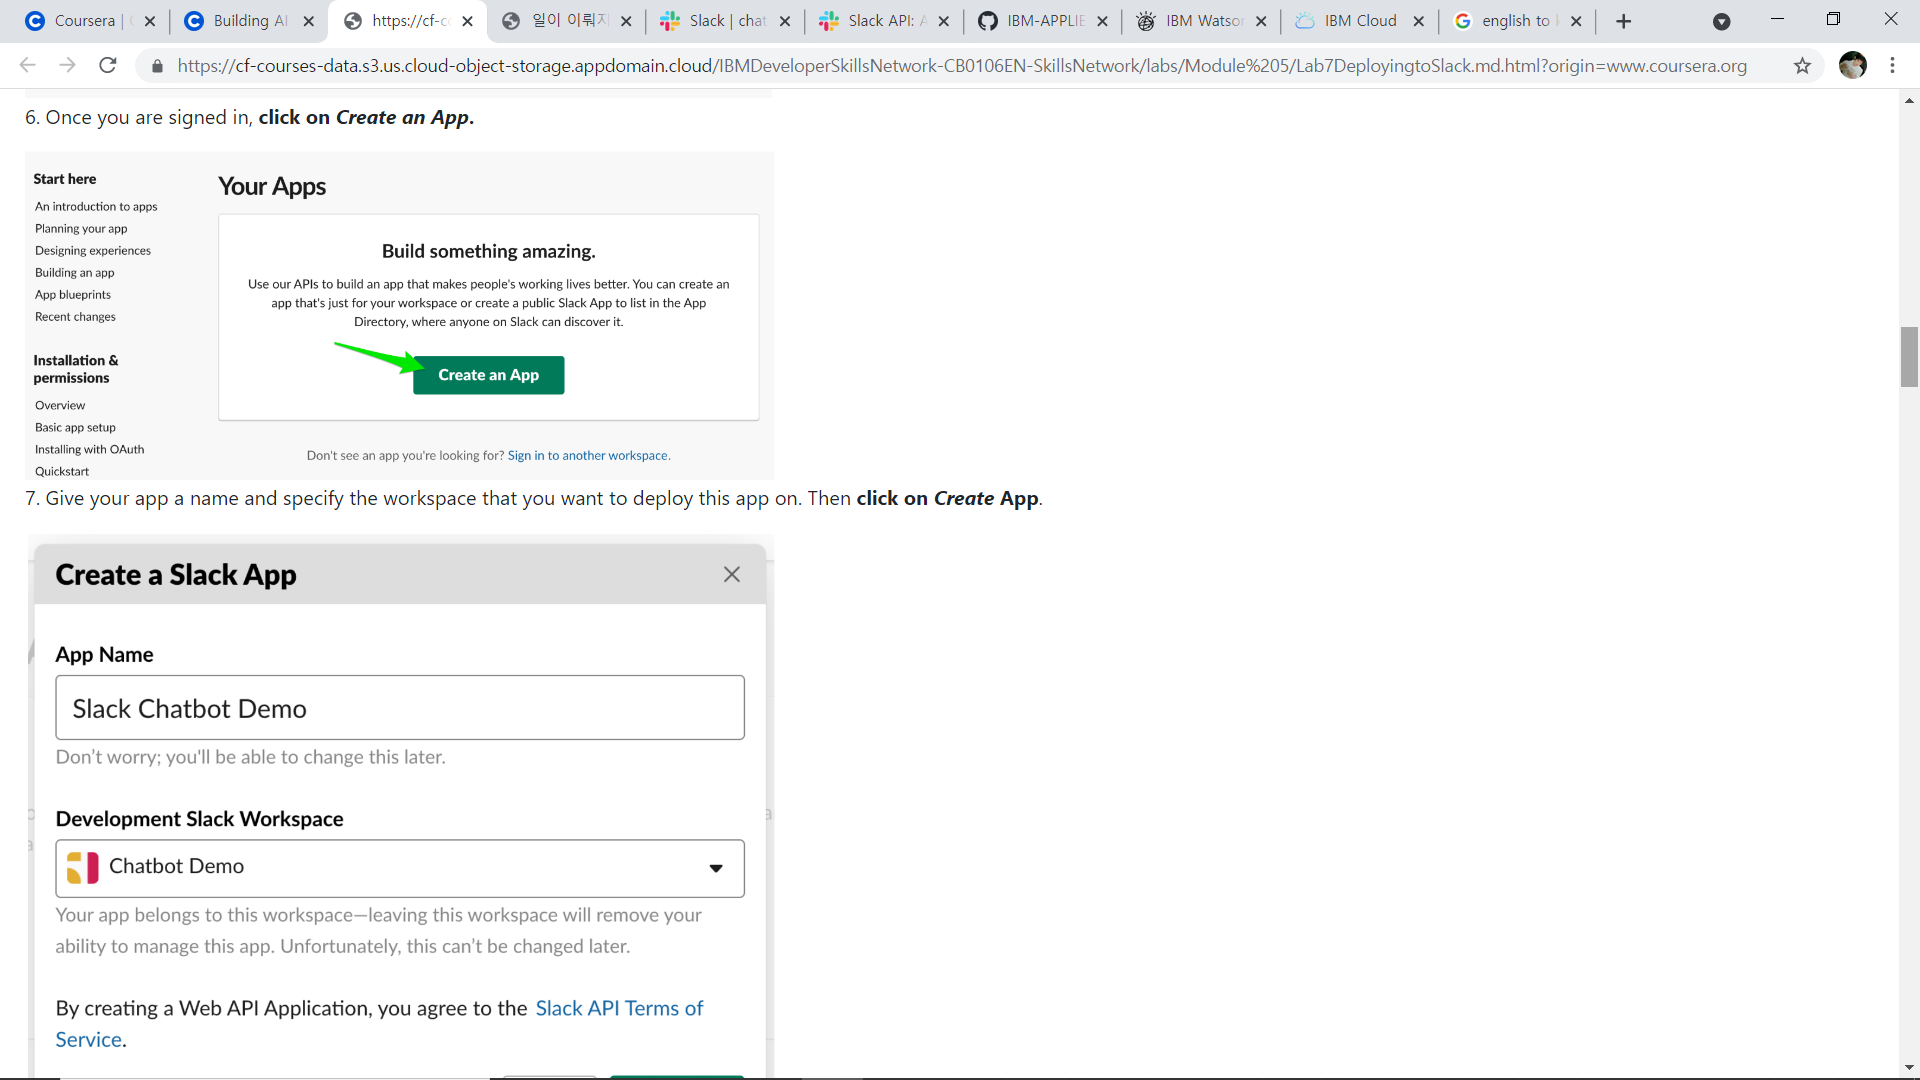 Coursera |
Building AI
https://cf-c
일이 이뤄지
Slack | chat
Slack API: A
IBM-APPLIE
IBM Watson
IBM Cloud
english to
https://cf-courses-data.s3.us.cloud-object-storage.appdomain.cloud/IBMDeveloperSkillsNetwork-CB0106EN-SkillsNetwork/labs/Module%205/Lab7DeployingtoSlack.md.html?origin=www.coursera.org
6. Once you are signed in, click on Create an App.
Start here
An introduction to apps
Planning your app
Designing experiences
Building an app
App blueprints
Recent changes
Installation &
permissions
Overview
Basic app setup
Installing with OAuth
Quickstart
Your Apps
Build something amazing.
Use our APIs to build an app that makes people's working lives better. You can create an
app that's just for your workspace or create a public Slack App to list in the App
Directory, where anyone on Slack can discover it.
Create an App
Don't see an app you're looking for? Sign in to another workspace.
7. Give your app a name and specify the workspace that you want to deploy this app on. Then click on Create App.
Create a Slack App
App Name
Slack Chatbot Demo
Don't worry; you'll be able to change this later.
Development Slack Workspace
Chatbot Demo
Your app belongs to this workspace—leaving this workspace will remove your
ability to manage this app. Unfortunately, this can't be changed later.
By creating a Web API Application, you agree to the Slack API Terms of
Service.